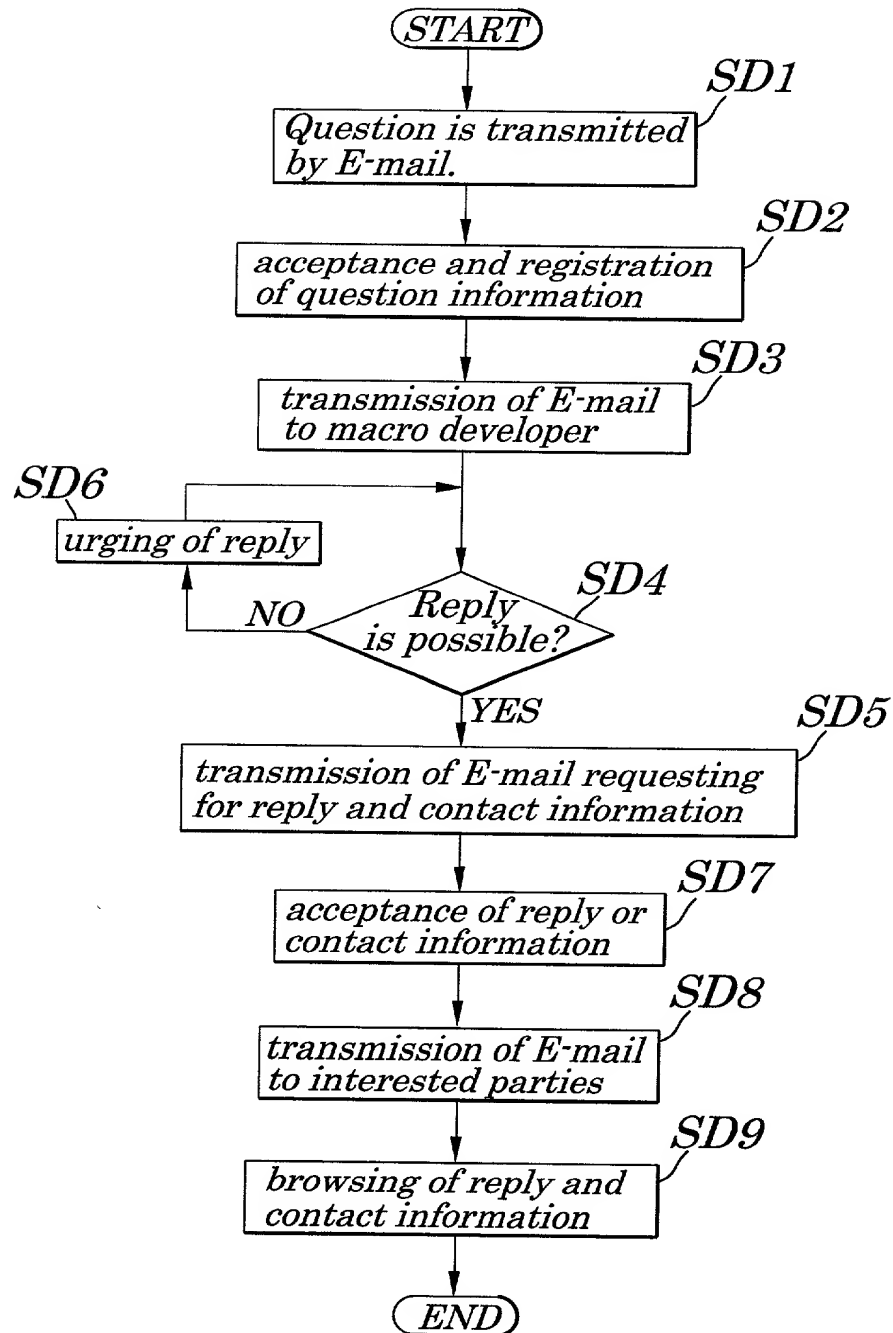 START
SD1
Question is transmitted
by E-mail.
SD2
acceptance and registration
of question information
SD3
transmission of E-mail
to macro developer
SD6
urging of reply
SD4
NO
Reply
is possible?
YES
SD5
transmission of E-mail requesting
for reply and contact information
SD7
acceptance of reply or
contact information
SD8
transmission of E-mail
to interested parties
SD9
browsing of reply and
contact information
END